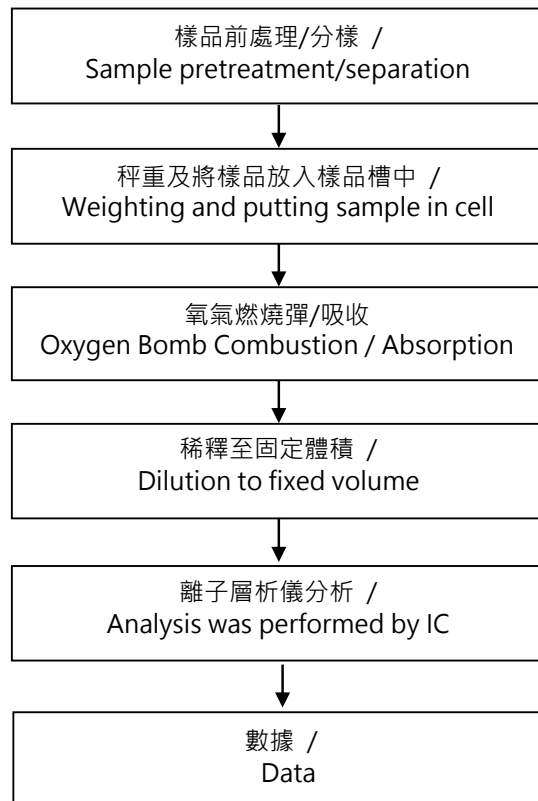 樣品前處理/分樣 /
Sample pretreatment/separation
秤重及將樣品放入樣品槽中 /
Weighting and putting sample in cell
氧氣燃燒彈/吸收
Oxygen Bomb Combustion / Absorption
稀釋至固定體積 /
Dilution to fixed volume
離子層析儀分析 /
Analysis was performed by IC
數據 /
Data